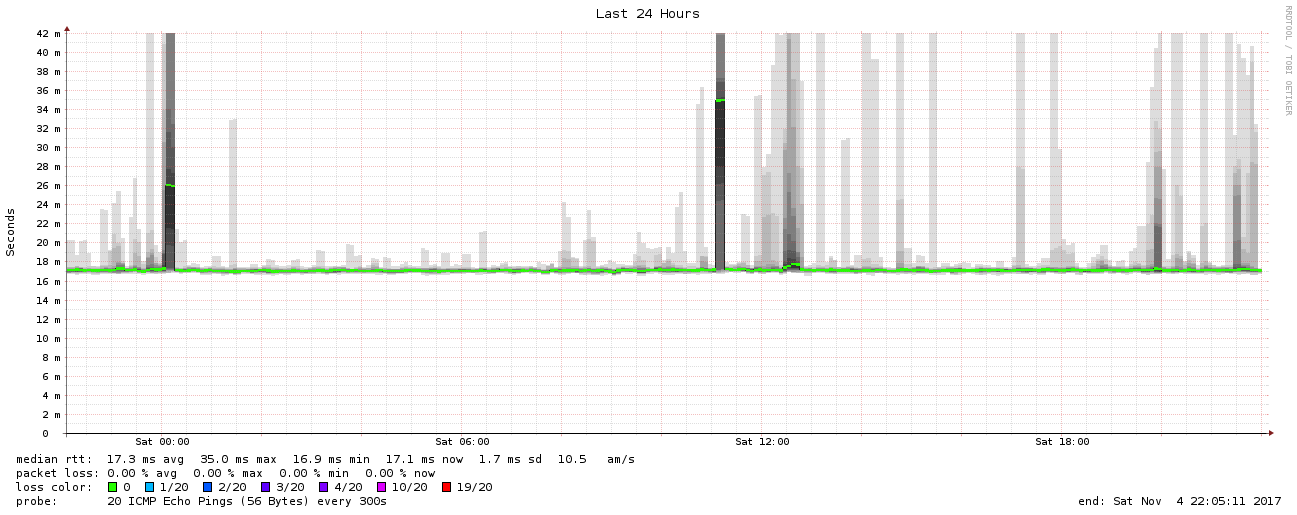 Last 24 Hours
RRDTOOL / TOBI OETIKER
Seconds
42 m
40 m
38 m
36 m
34 m
32 m
30 m
28 m
26 m
24 m
22 m
20 m
18 m
16 m
14 m
12 m
10 m
8 m
6 m
4 m
2 m
0
Sat 00:00 Sat 06:00 Sat 12:00 Sat 18:00
median rtt: 17.3 ms avg 35.0 ms max 16.9 ms min 17.1 ms now 1.7 ms sd 10.5 am/s
packet loss: 0.00 % avg 0.00 % max 0.00 % min 0.00 % now
loss color: 0 1/20 2/20 3/20 4/20 10/20 19/20
probe: 20 ICMP Echo Pings (56 Bytes) every 300s end: Sat Nov 4 22:05:11 2017